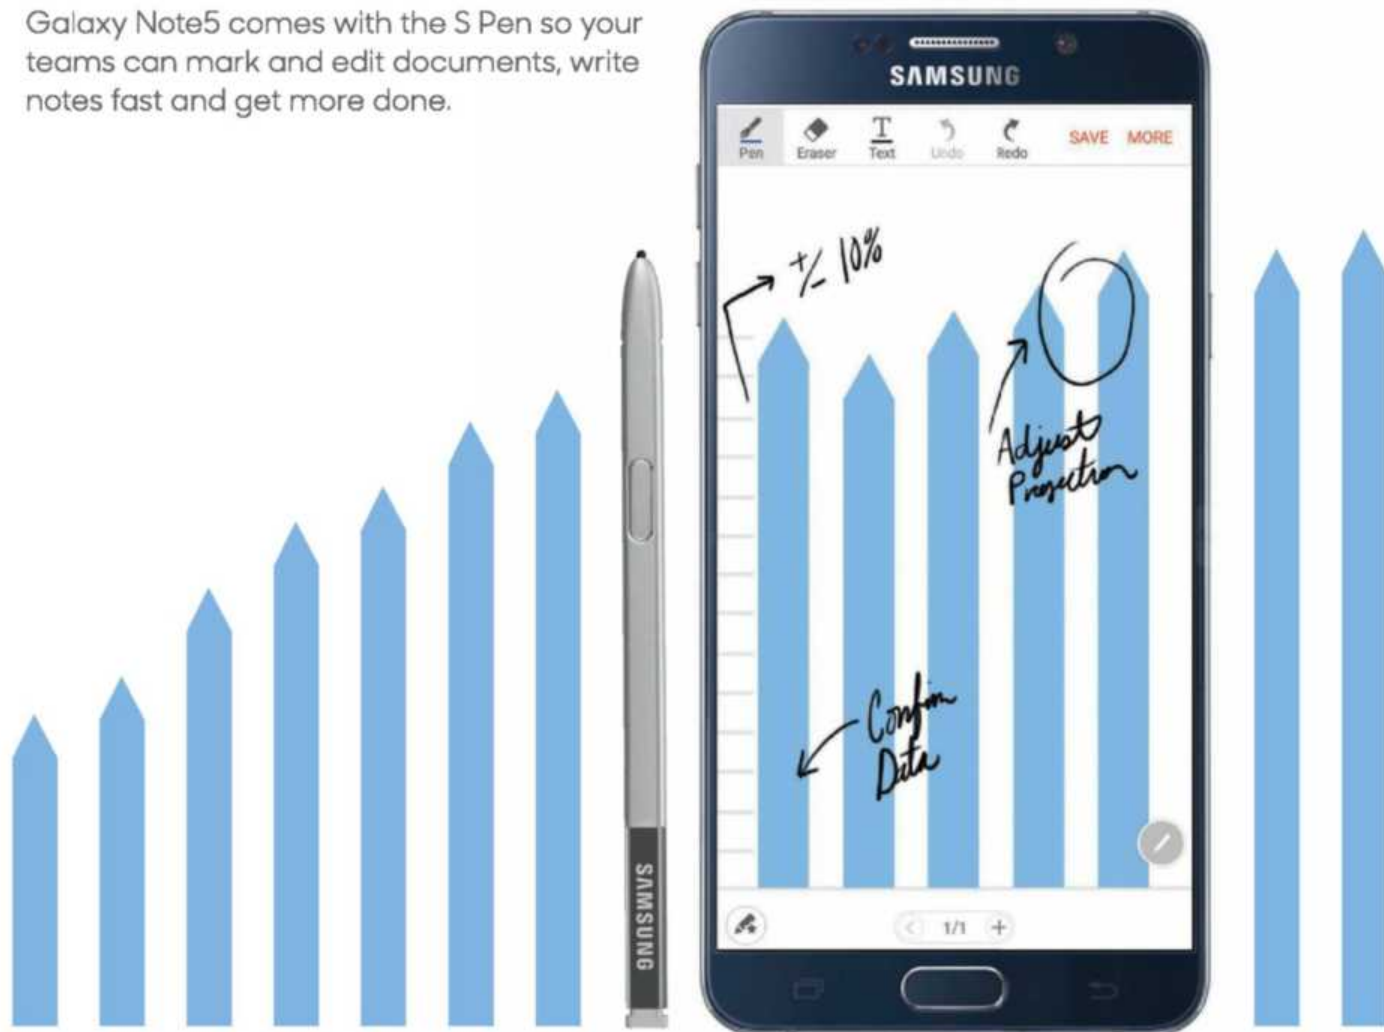 Galaxy Note5 comes with the S Pen so your
teams can mark and edit documents, write
notes fast and get more done.
SAMSUNG
Pen Eraser Text Undo Redo SAVE MORE
+/- 10%
Adjust
Projection
Confirm
Data
1/1
SAMSUNG